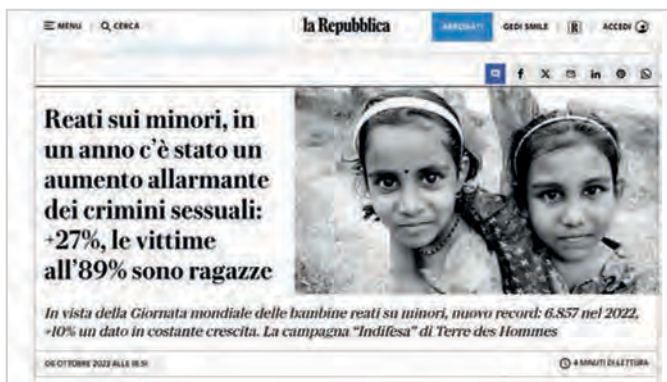 MENU CERCA la Repubblica ABBONATI GEDI SMILE R ACCEDI
Reati sui minori, in
un anno c'è stato un
aumento allarmante
dei crimini sessuali:
+27%, le vittime
all'89% sono ragazze
In vista della Giornata mondiale delle bambine reati su minori, nuovo record: 6.857 nel 2022,
+10% un dato in costante crescita. La campagna "Indifesa" di Terre des Hommes
06 OTTOBRE 2023 ALLE 4 MINUTI DI LETTURA